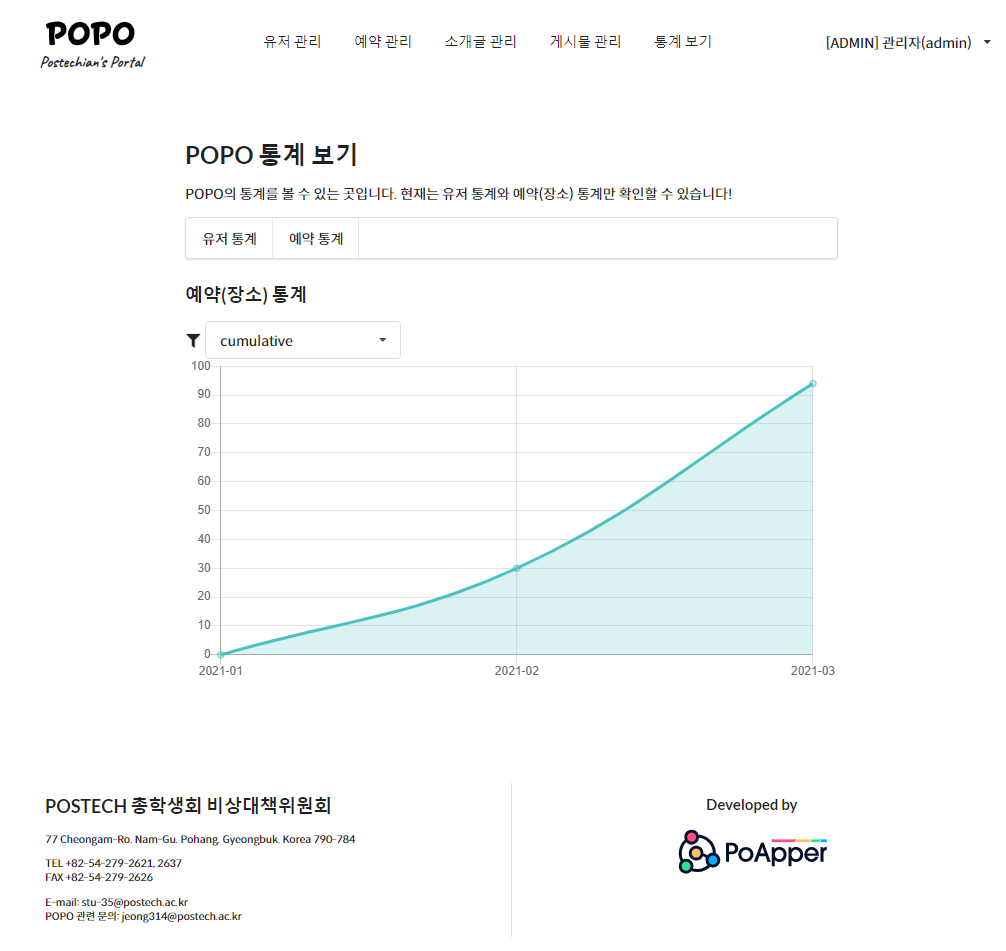 POPO
Postechian's Portal
유저 관리 예약 관리 소개글 관리 게시물 관리 통계 보기
[ADMIN] 관리자(admin)
POPO 통계 보기
POPO의 통계를 볼 수 있는 곳입니다. 현재는 유저 통계와 예약(장소) 통계만 확인할 수 있습니다!
유저 통계 예약 통계
예약(장소) 통계
cumulative
100
90
80
70
60
50
40
30
20
10
0
2021-01 2021-02 2021-03
POSTECH 총학생회 비상대책위원회
77 Cheongam-Ro. Nam-Gu. Pohang. Gyeongbuk. Korea 790-784
TEL +82-54-279-2621, 2637
FAX +82-54-279-2626
E-mail: stu-35@postech.ac.kr
POPO 관련 문의: jeong314@postech.ac.kr
Developed by
PoApper